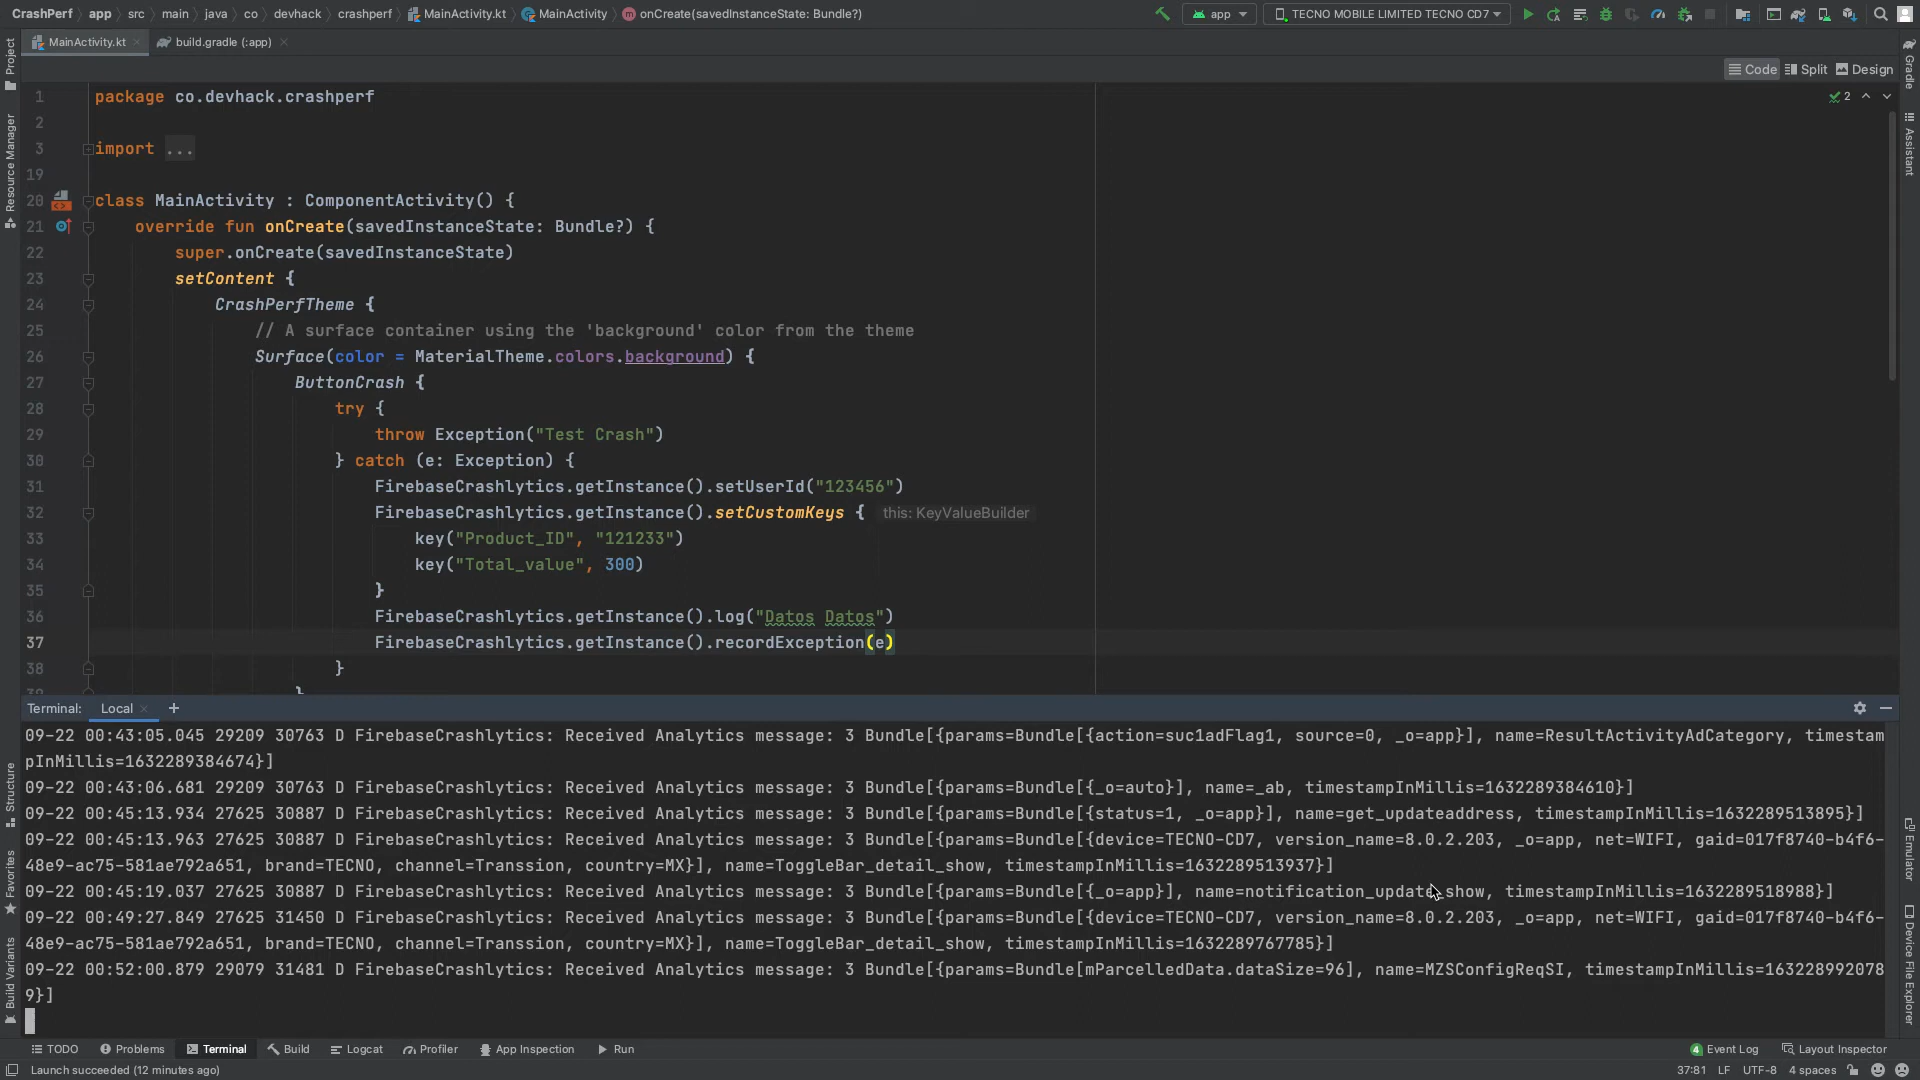 CrashPerf app src main java co devhack crashperf MainActivity.kt MainActivity onCreate(savedInstanceState: Bundle?) app TECNO MOBILE LIMITED TECNO CD7
MainActivity.kt build.gradle (:app)
Code Split Design
1 package co.devhack.crashperf
2
3 import ...
19
20 class MainActivity : ComponentActivity() {
21 override fun onCreate(savedInstanceState: Bundle?) {
22 super.onCreate(savedInstanceState)
23 setContent {
24 CrashPerfTheme {
25 // A surface container using the 'background' color from the theme
26 Surface(color = MaterialTheme.colors.background) {
27 ButtonCrash {
28 try {
29 throw Exception("Test Crash")
30 } catch (e: Exception) {
31 FirebaseCrashlytics.getInstance().setUserId("123456")
32 FirebaseCrashlytics.getInstance().setCustomKeys { this: KeyValueBuilder
33 key("Product_ID", "121233")
34 key("Total_value", 300)
35 }
36 FirebaseCrashlytics.getInstance().log("Datos Datos")
37 FirebaseCrashlytics.getInstance().recordException(e)
38 }
39 }
2
Project
Resource Manager
Structure
Favorites
Build Variants
Gradle
Assistant
Emulator
Device File Explorer
Terminal: Local +
09-22 00:43:05.045 29209 30763 D FirebaseCrashlytics: Received Analytics message: 3 Bundle[{params=Bundle[{action=suc1adFlag1, source=0, _o=app}], name=ResultActivityAdCategory, timestam
pInMillis=1632289384674}]
09-22 00:43:06.681 29209 30763 D FirebaseCrashlytics: Received Analytics message: 3 Bundle[{params=Bundle[{_o=auto}], name=_ab, timestampInMillis=1632289384610}]
09-22 00:45:13.934 27625 30887 D FirebaseCrashlytics: Received Analytics message: 3 Bundle[{params=Bundle[{status=1, _o=app}], name=get_updateaddress, timestampInMillis=1632289513895}]
09-22 00:45:13.963 27625 30887 D FirebaseCrashlytics: Received Analytics message: 3 Bundle[{params=Bundle[{device=TECNO-CD7, version_name=8.0.2.203, _o=app, net=WIFI, gaid=017f8740-b4f6-
48e9-ac75-581ae792a651, brand=TECNO, channel=Transsion, country=MX}], name=ToggleBar_detail_show, timestampInMillis=1632289513937}]
09-22 00:45:19.037 27625 30887 D FirebaseCrashlytics: Received Analytics message: 3 Bundle[{params=Bundle[{_o=app}], name=notification_update_show, timestampInMillis=1632289518988}]
09-22 00:49:27.849 27625 31450 D FirebaseCrashlytics: Received Analytics message: 3 Bundle[{params=Bundle[{device=TECNO-CD7, version_name=8.0.2.203, _o=app, net=WIFI, gaid=017f8740-b4f6-
48e9-ac75-581ae792a651, brand=TECNO, channel=Transsion, country=MX}], name=ToggleBar_detail_show, timestampInMillis=1632289767785}]
09-22 00:52:00.879 29079 31481 D FirebaseCrashlytics: Received Analytics message: 3 Bundle[{params=Bundle[mParcelledData.dataSize=96], name=MZSConfigReqSI, timestampInMillis=163228992078
9}]
TODO Problems Terminal Build Logcat Profiler App Inspection Run 4 Event Log Layout Inspector
Launch succeeded (12 minutes ago) 37:81 LF UTF-8 4 spaces